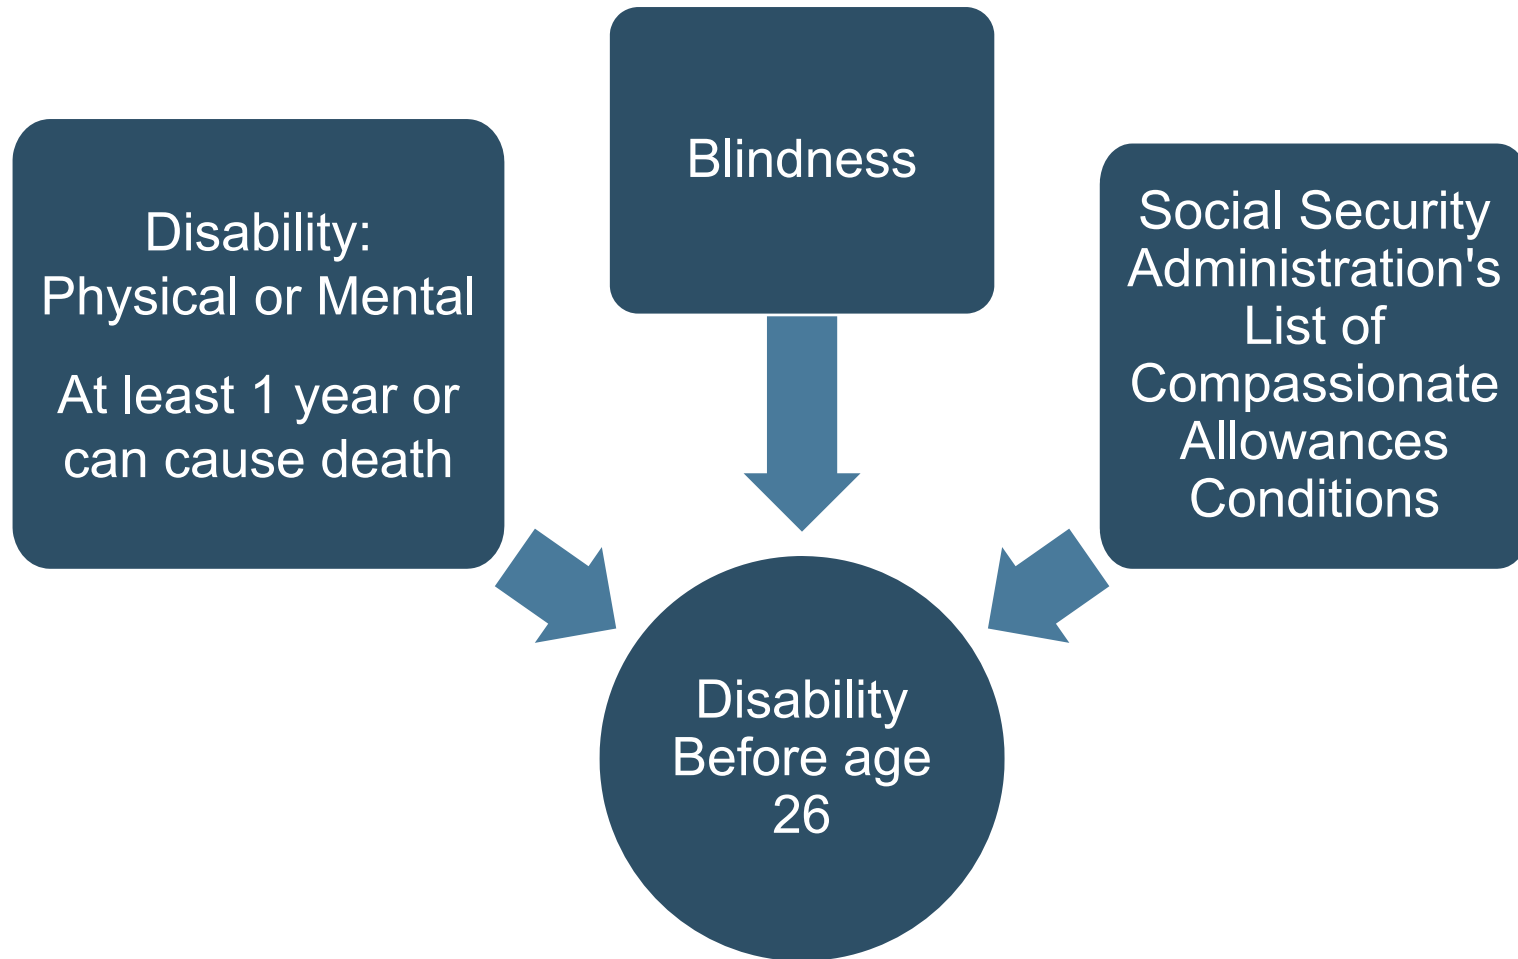 Disability:
Physical or Mental
At least 1 year or
can cause death
Blindness
Social Security
Administration's
List of
Compassionate
Allowances
Conditions
Disability
Before age
26